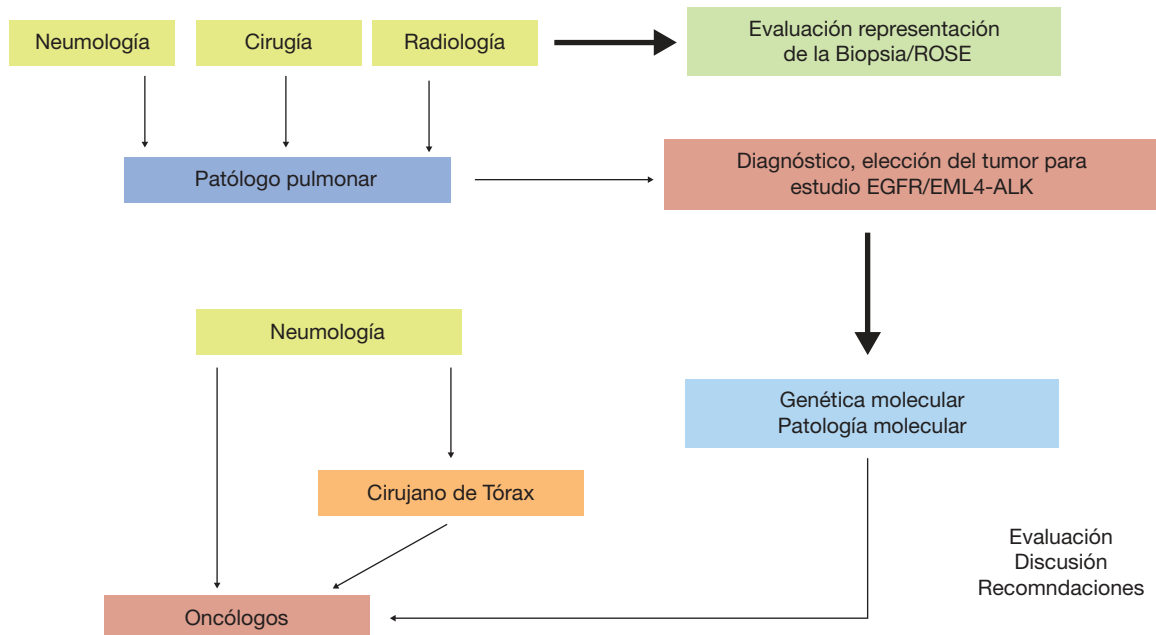 Neumología
Cirugía
Radiología
Evaluación representación
de la Biopsia/ROSE
Patólogo pulmonar
Diagnóstico, elección del tumor para
estudio EGFR/EML4-ALK
Neumología
Genética molecular
Patología molecular
Cirujano de Tórax
Evaluación
Discusión
Recomndaciones
Oncólogos